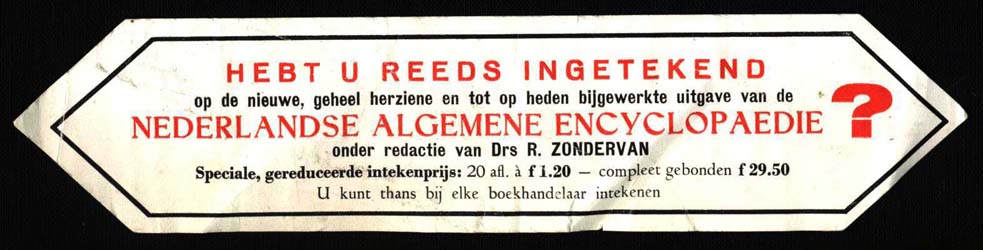 HEBT U REEDS INGETEKEND
op de nieuwe, geheel herziene en tot op heden bijgewerkte uitgave van de
NEDERLANDSE ALGEMENE ENCYCLOPAEDIE ?
onder redactie van Drs R. ZONDERVAN
Speciale, gereduceerde intekenprijs: 20 afl. à f 1.20 — compleet gebonden f 29.50
U kunt thans bij elke boekhandelaar intekenen